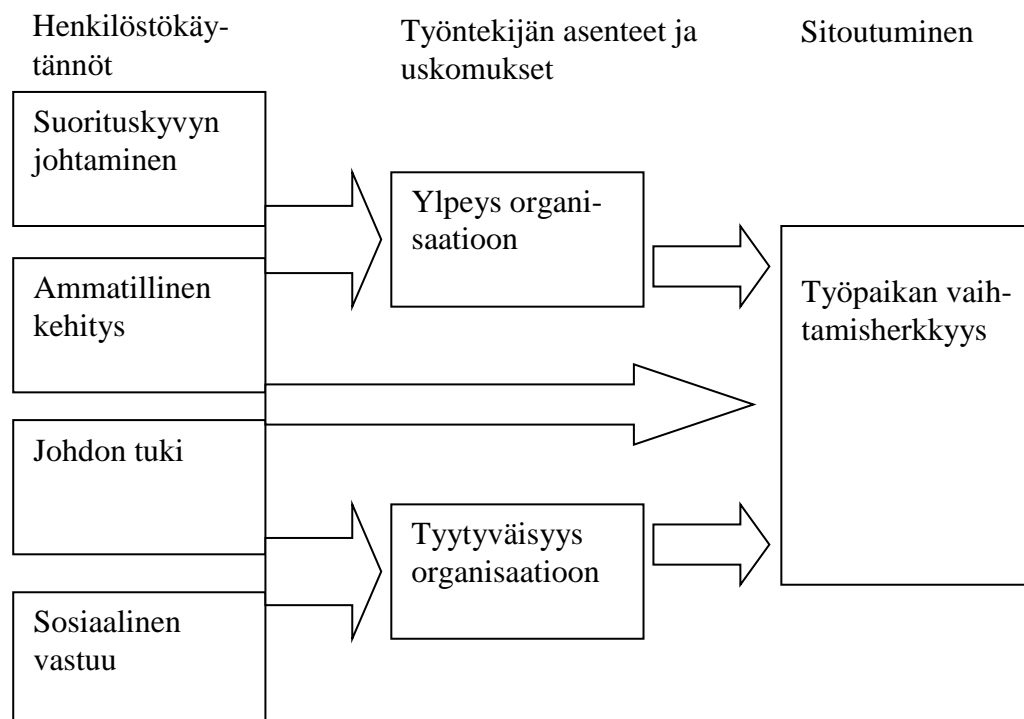 Henkilöstökäy-
tännöt
Työntekijän asenteet ja
uskomukset
Sitoutuminen
Suorituskyvyn
johtaminen
Ammatillinen
kehitys
Johdon tuki
Sosiaalinen
vastuu
Ylpeys organi-
saatioon
Tyytyväisyys
organisaatioon
Työpaikan vaih-
tamisherkkyys